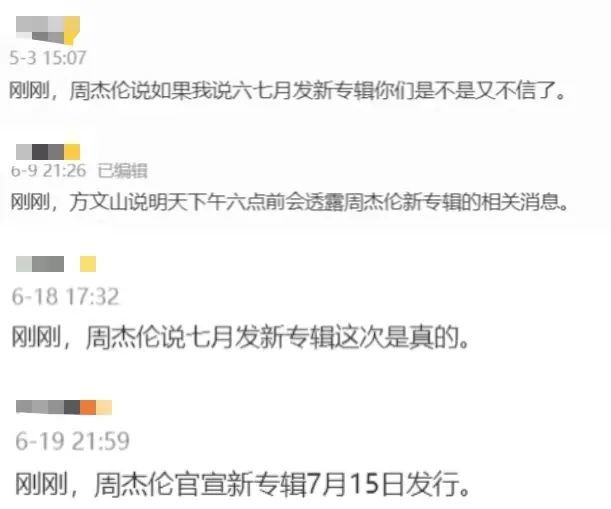 5-3 15:07
刚刚，周杰伦说如果我说六七月发新专辑你们是不是又不信了。
6-9 21:26 已编辑
刚刚，方文山说明天下午六点前会透露周杰伦新专辑的相关消息。
6-18 17:32
刚刚，周杰伦说七月发新专辑这次是真的。
6-19 21:59
刚刚，周杰伦官宣新专辑7月15日发行。